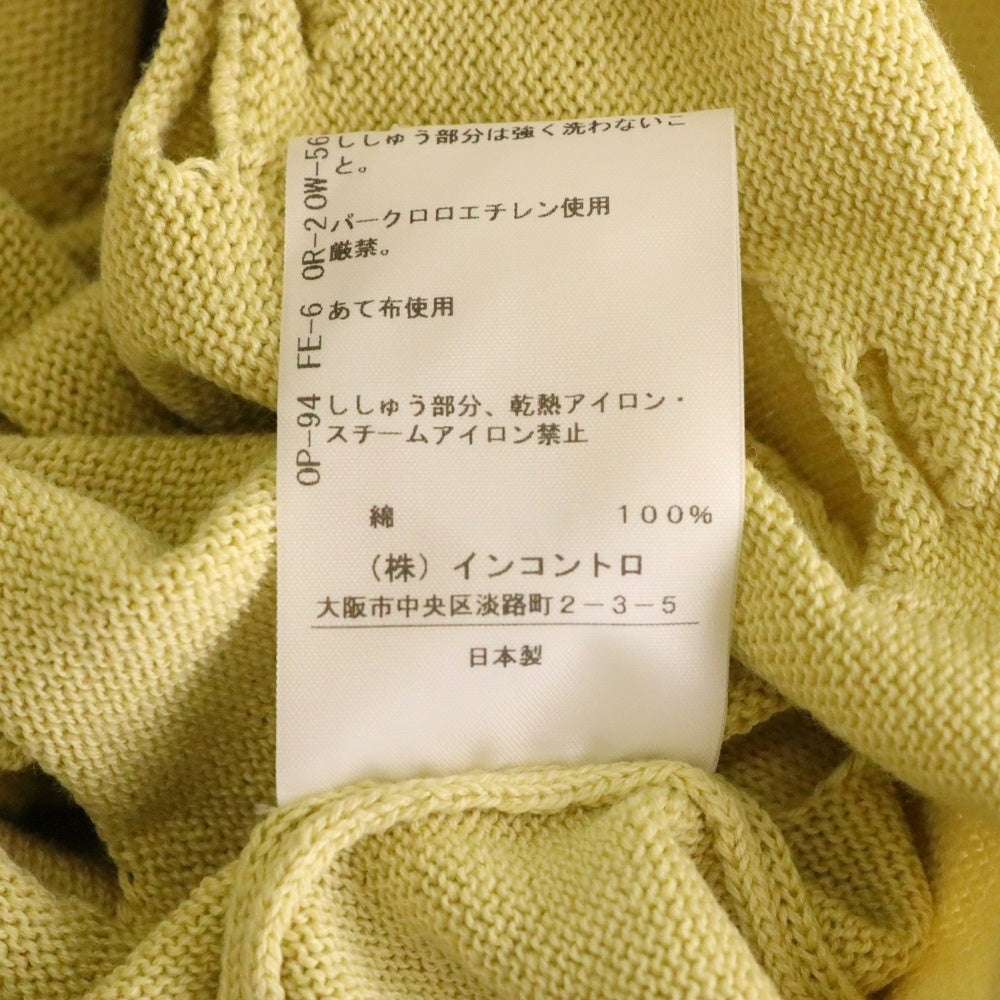 ししゅう部分は強く洗わないこ
と。
パークロロエチレン使用
厳禁。
あて布使用
ししゅう部分、乾熱アイロン・
スチームアイロン禁止
綿 100%
（株）インコントロ
大阪市中央区淡路町２－３－５
日本製
OP-94 FE-6 OR-2 OW-56